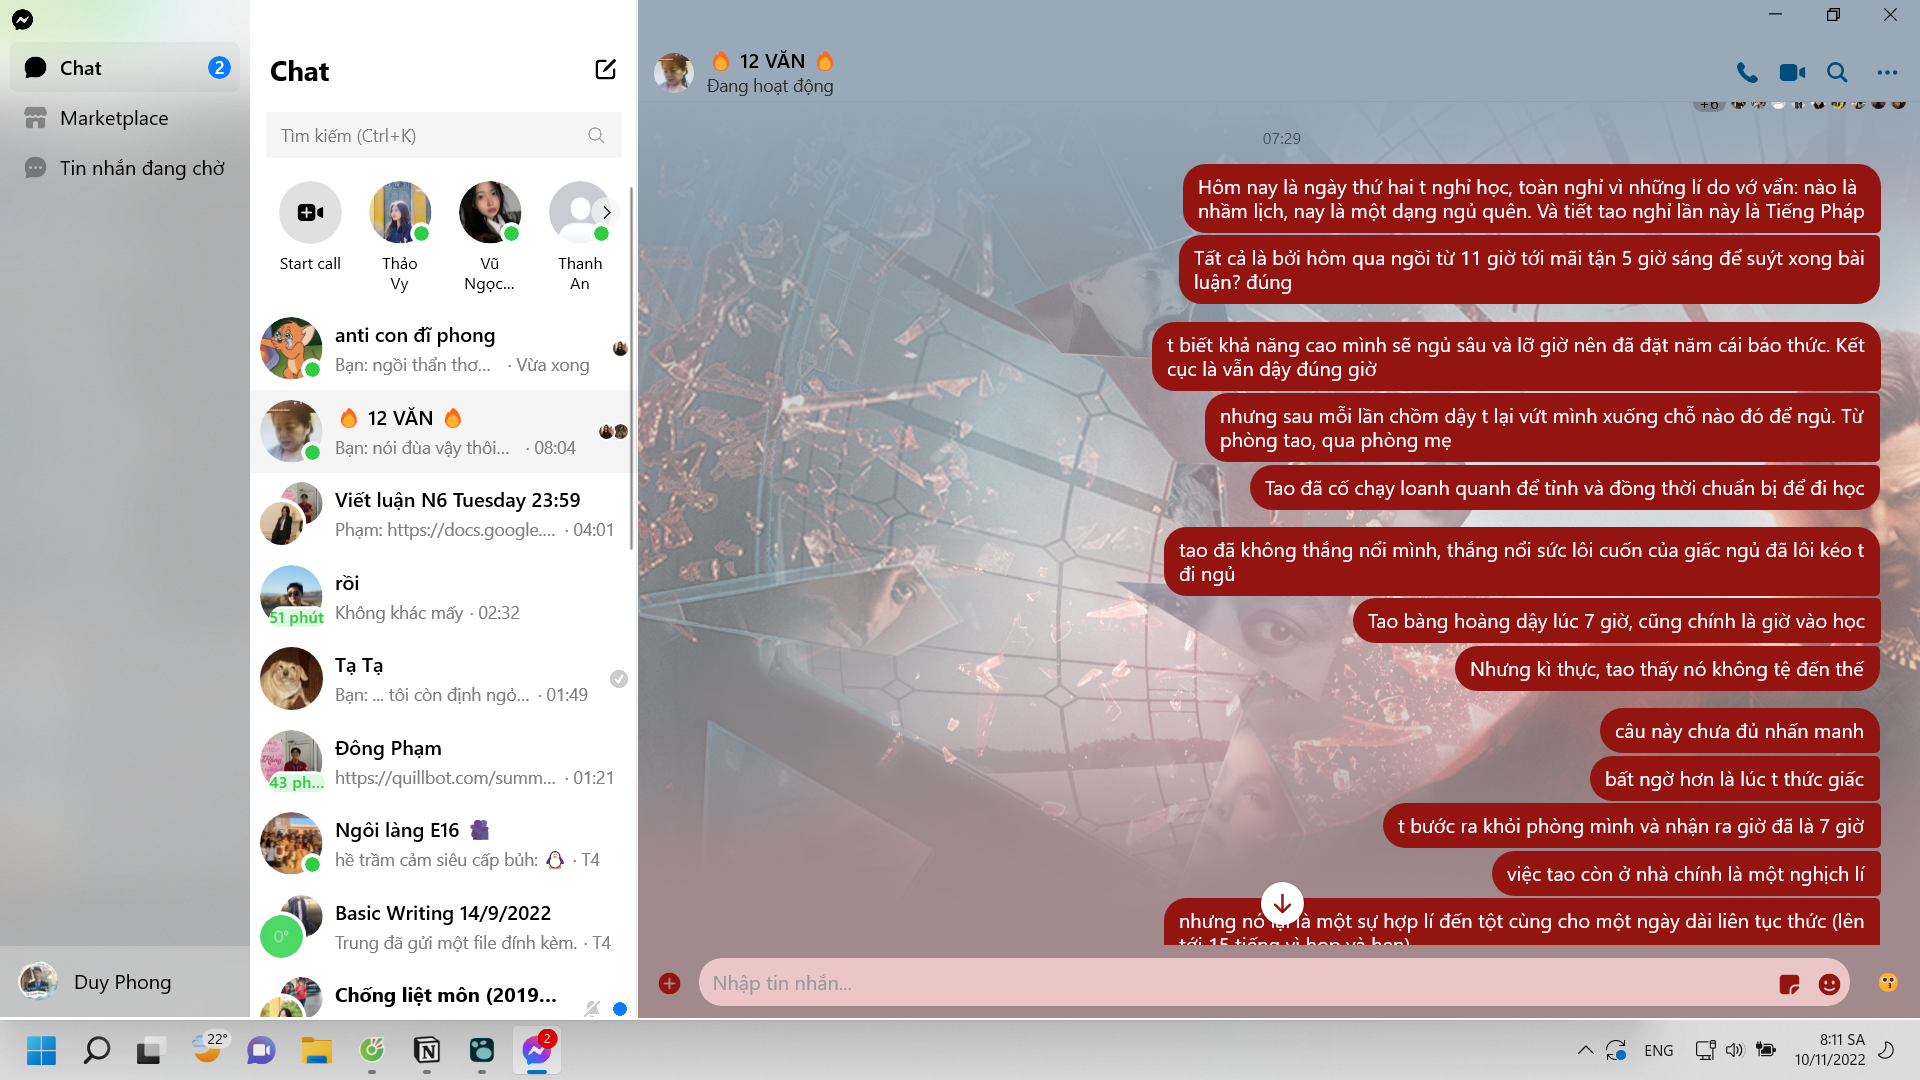 Chat
2
Marketplace
Tin nhắn đang chờ
Duy Phong
Chat
Tìm kiếm (Ctrl+K)
Start call
Thảo
Vy
Vũ
Ngọc...
Thanh
An
anti con đĩ phong
Bạn: ngồi thẩn thơ... · Vừa xong
🔥 12 VĂN 🔥
Bạn: nói đùa vậy thôi... · 08:04
Viết luận N6 Tuesday 23:59
Phạm: https://docs.google.... · 04:01
rồi
Không khác mấy · 02:32
51 phút
Tạ Tạ
Bạn: ... tôi còn định ngỏ... · 01:49
Đông Phạm
https://quillbot.com/summ... · 01:21
43 ph...
Ngôi làng E16
hề trầm cảm siêu cấp bủh: 🐧 · T4
Basic Writing 14/9/2022
Trung đã gửi một file đính kèm. · T4
0°
Chống liệt môn (2019...
🔥 12 VĂN 🔥
Đang hoạt động
+6
07:29
Hôm nay là ngày thứ hai t nghỉ học, toàn nghỉ vì những lí do vớ vẩn: nào là
nhầm lịch, nay là một dạng ngủ quên. Và tiết tao nghỉ lần này là Tiếng Pháp
Tất cả là bởi hôm qua ngồi từ 11 giờ tới mãi tận 5 giờ sáng để suýt xong bài
luận? đúng
t biết khả năng cao mình sẽ ngủ sâu và lỡ giờ nên đã đặt năm cái báo thức. Kết
cục là vẫn dậy đúng giờ
nhưng sau mỗi lần chồm dậy t lại vứt mình xuống chỗ nào đó để ngủ. Từ
phòng tao, qua phòng mẹ
Tao đã cố chạy loanh quanh để tỉnh và đồng thời chuẩn bị để đi học
tao đã không thắng nổi mình, thắng nổi sức lôi cuốn của giấc ngủ đã lôi kéo t
đi ngủ
Tao bàng hoàng dậy lúc 7 giờ, cũng chính là giờ vào học
Nhưng kì thực, tao thấy nó không tệ đến thế
câu này chưa đủ nhấn manh
bất ngờ hơn là lúc t thức giấc
t bước ra khỏi phòng mình và nhận ra giờ đã là 7 giờ
việc tao còn ở nhà chính là một nghịch lí
nhưng nó lại là một sự hợp lí đến tột cùng cho một ngày dài liên tục thức (lên
tới 15 tiếng vì họp và hẹn)
Nhập tin nhắn...
22°
2
ENG
8:11 SA
10/11/2022